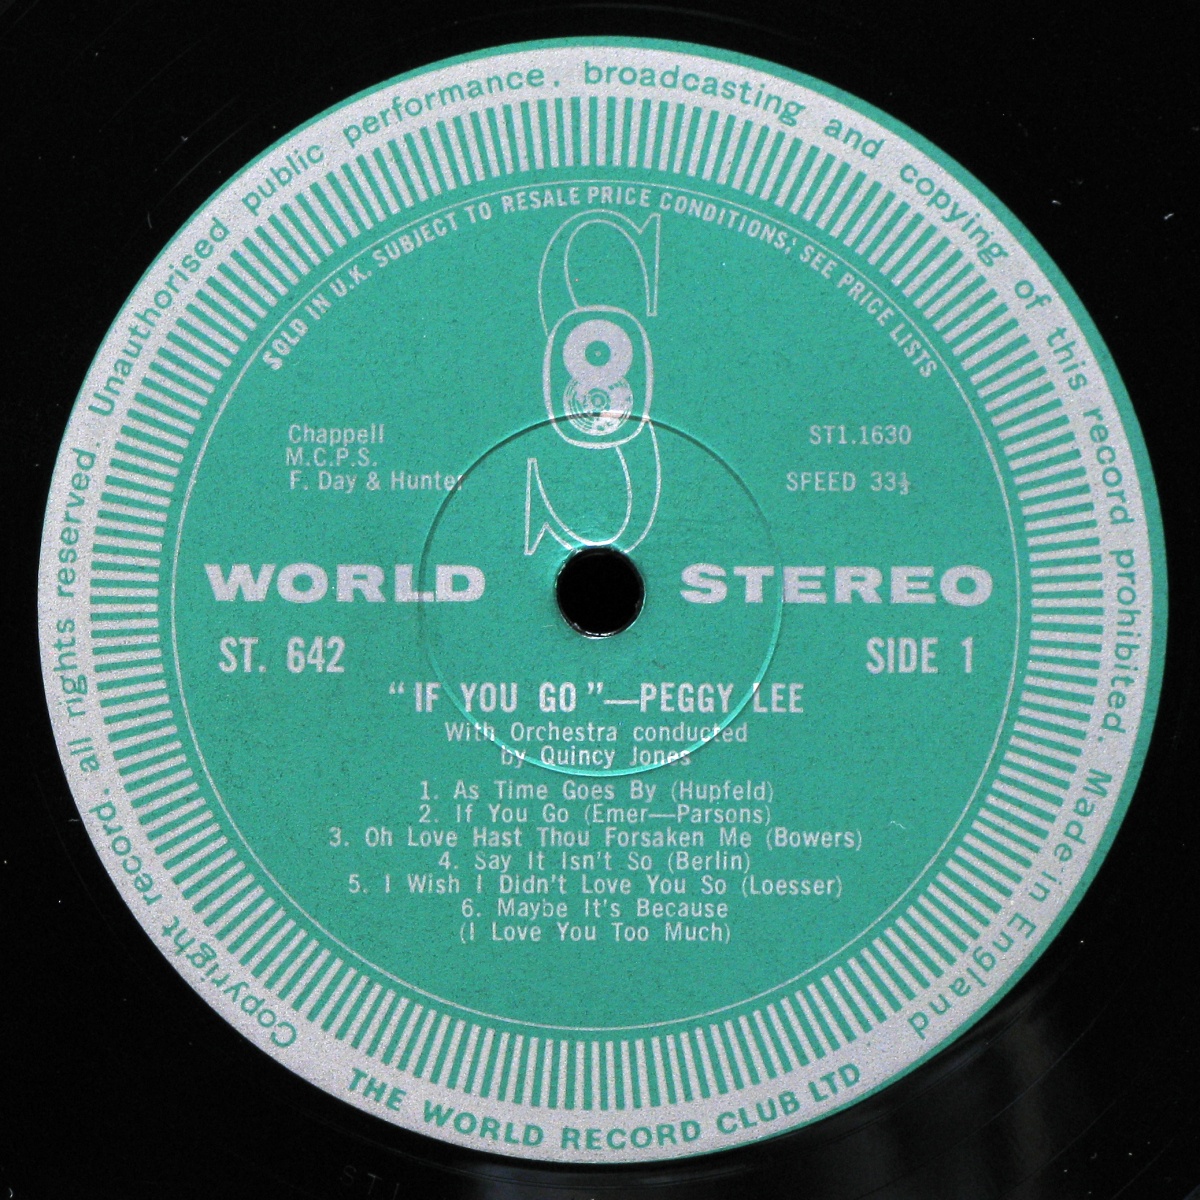 Copyright record. all rights reserved. Unauthorised public performance. broadcasting and copying of this record prohibited. Made in England.
SOLD IN U.K. SUBJECT TO RESALE PRICE CONDITIONS; SEE PRICE LISTS
Chappell
M.C.P.S.
F. Day & Hunter
ST1.1630
SPEED 33⅓
WORLD STEREO
ST. 642 SIDE 1
“IF YOU GO”—PEGGY LEE
With Orchestra conducted
by Quincy Jones
1. As Time Goes By (Hupfeld)
2. If You Go (Emer—Parsons)
3. Oh Love Hast Thou Forsaken Me (Bowers)
4. Say It Isn't So (Berlin)
5. I Wish I Didn't Love You So (Loesser)
6. Maybe It's Because
(I Love You Too Much)
THE WORLD RECORD CLUB LTD.